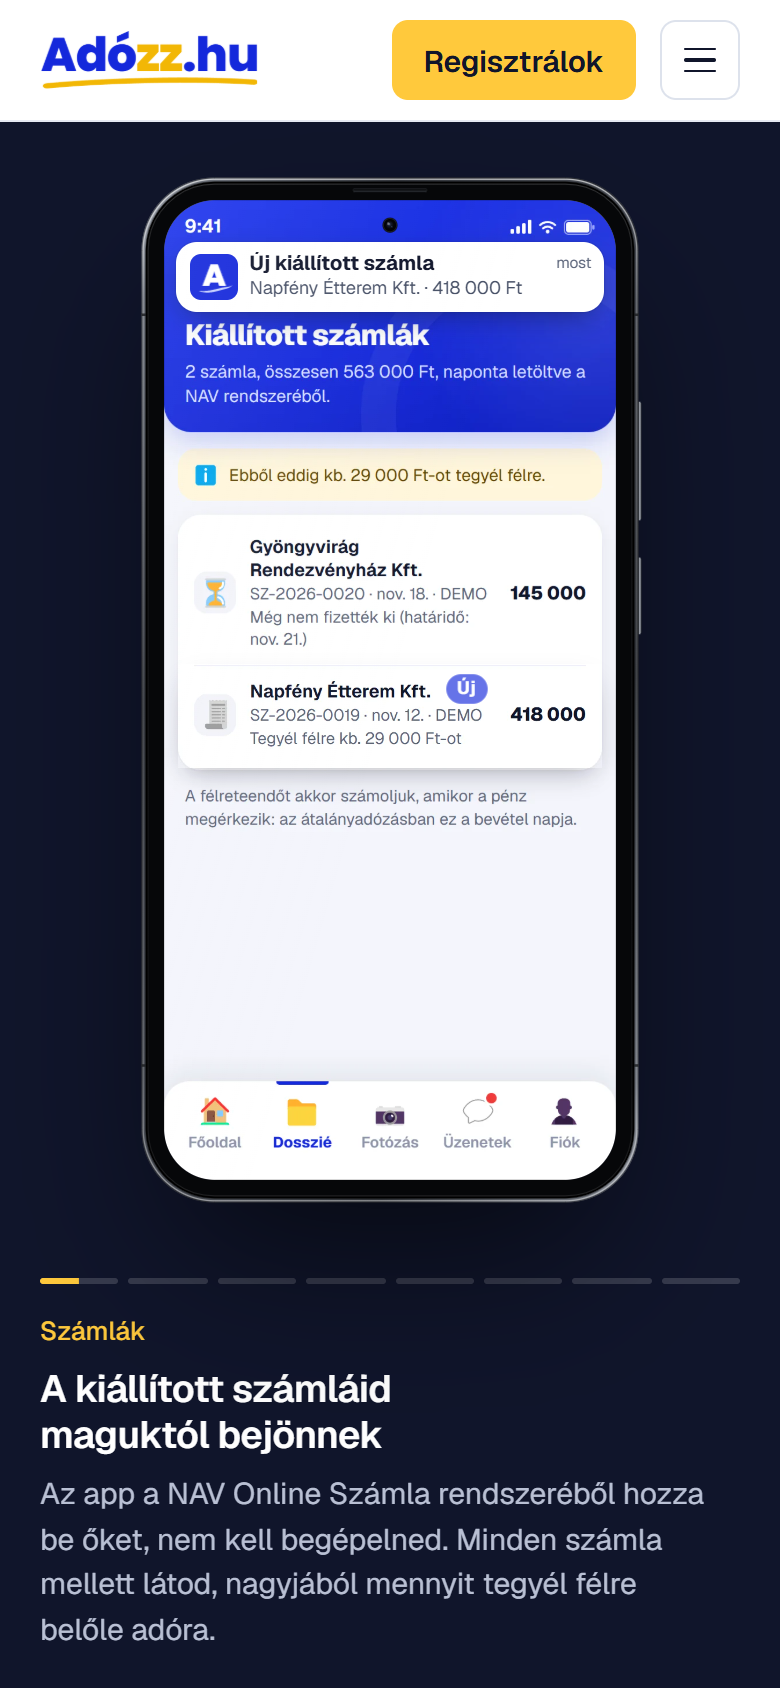 Adózz.hu
Regisztrálok
9:41
Új kiállított számla
most
Napfény Étterem Kft. · 418 000 Ft
Kiállított számlák
2 számla, összesen 563 000 Ft, naponta letöltve a
NAV rendszeréből.
Ebből eddig kb. 29 000 Ft-ot tegyél félre.
Gyöngyvirág
Rendezvényház Kft.
SZ-2026-0020 · nov. 18. · DEMO
145 000
Még nem fizették ki (határidő:
nov. 21.)
Napfény Étterem Kft. Új
SZ-2026-0019 · nov. 12. · DEMO
418 000
Tegyél félre kb. 29 000 Ft-ot
A félreteendőt akkor számoljuk, amikor a pénz
megérkezik: az átalányadózásban ez a bevétel napja.
Főoldal Dosszié Fotózás Üzenetek Fiók
Számlák
A kiállított számláid
maguktól bejönnek
Az app a NAV Online Számla rendszeréből hozza
be őket, nem kell begépelned. Minden számla
mellett látod, nagyjából mennyit tegyél félre
belőle adóra.